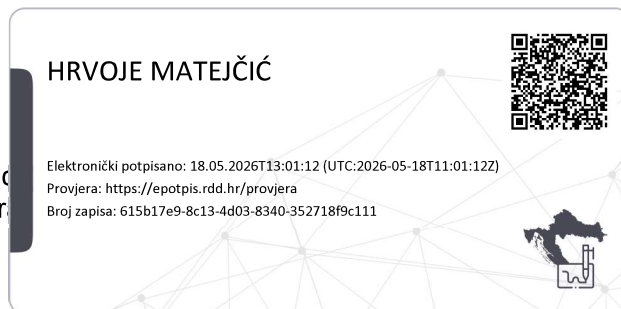 HRVOJE MATEJČIĆ
Elektronički potpisano: 18.05.2026T13:01:12 (UTC:2026-05-18T11:01:12Z)
Provjera: https://epotpis.rdd.hr/provjera
Broj zapisa: 615b17e9-8c13-4d03-8340-352718f9c111